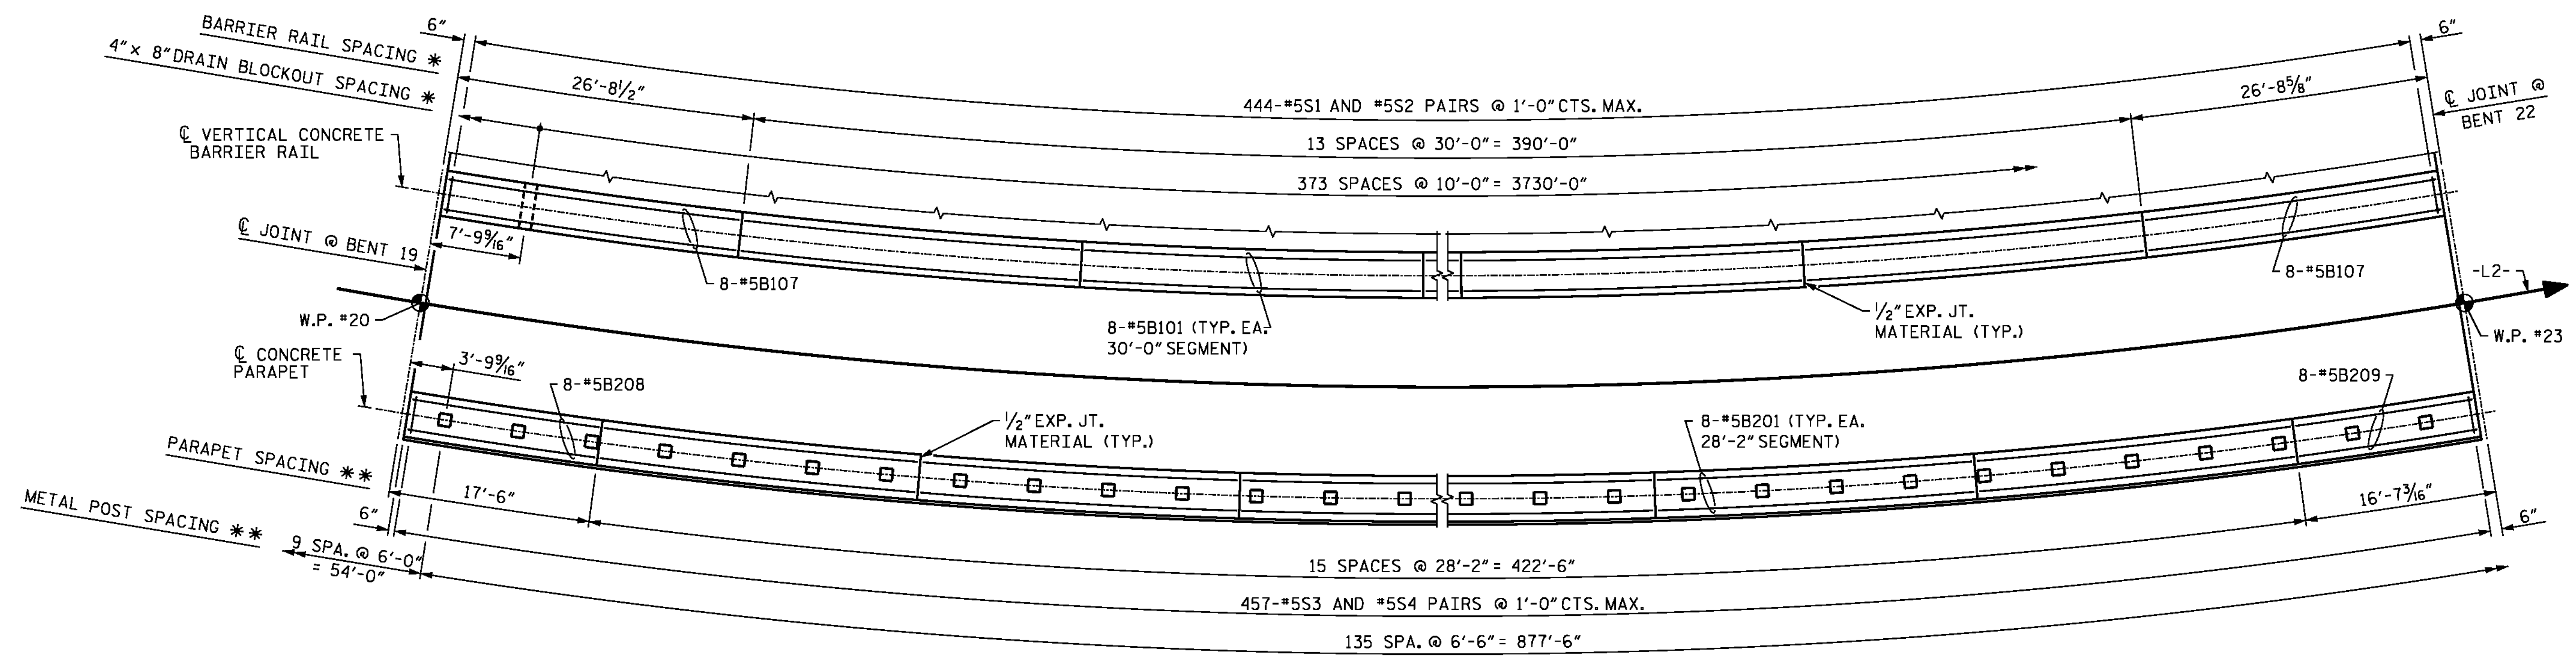 BARRIER RAIL SPACING *
4"x 8" DRAIN BLOCKOUT SPACING *
6"
6"
26'-8½"
444-#5S1 AND #5S2 PAIRS @ 1'-0" CTS. MAX.
26'-8⅝"
℄ JOINT @
BENT 22
13 SPACES @ 30'-0" = 390'-0"
373 SPACES @ 10'-0" = 3730'-0"
℄ VERTICAL CONCRETE
BARRIER RAIL
℄ JOINT @ BENT 19
7'-9⁹⁄₁₆"
8-#5B107
8-#5B107
-L2-
W.P. #20
8-#5B101 (TYP. EA.
30'-0" SEGMENT)
½" EXP. JT.
MATERIAL (TYP.)
W.P. #23
℄ CONCRETE
PARAPET
3'-9⁹⁄₁₆"
8-#5B208
½" EXP. JT.
MATERIAL (TYP.)
8-#5B201 (TYP. EA.
28'-2" SEGMENT)
8-#5B209
PARAPET SPACING **
METAL POST SPACING **
6"
17'-6"
16'-7³⁄₁₆"
6"
9 SPA. @ 6'-0"
= 54'-0"
15 SPACES @ 28'-2" = 422'-6"
457-#5S3 AND #5S4 PAIRS @ 1'-0" CTS. MAX.
135 SPA. @ 6'-6" = 877'-6"